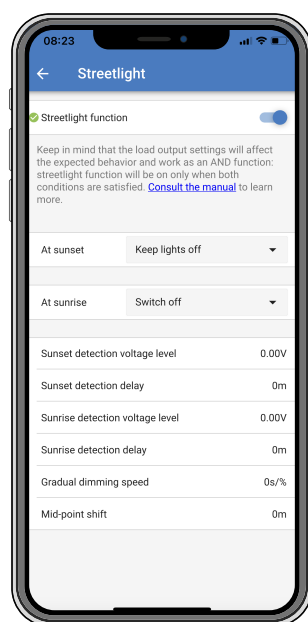 08:23
Streetlight
Streetlight function
Keep in mind that the load output settings will affect
the expected behavior and work as an AND function:
streetlight function will be on only when both
conditions are satisfied. Consult the manual to learn
more.
At sunset Keep lights off
At sunrise Switch off
Sunset detection voltage level 0.00V
Sunset detection delay 0m
Sunrise detection voltage level 0.00V
Sunrise detection delay 0m
Gradual dimming speed 0s/%
Mid-point shift 0m